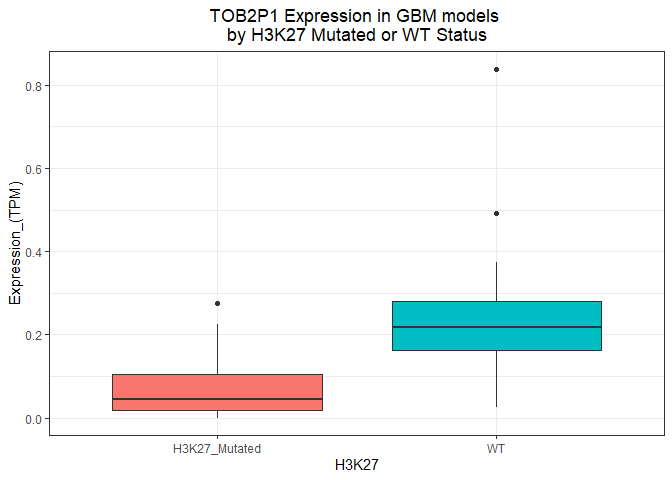 TOB2P1 Expression in GBM models
by H3K27 Mutated or WT Status
Expression_(TPM)
0.8
0.6
0.4
0.2
0.0
H3K27_Mutated
WT
H3K27